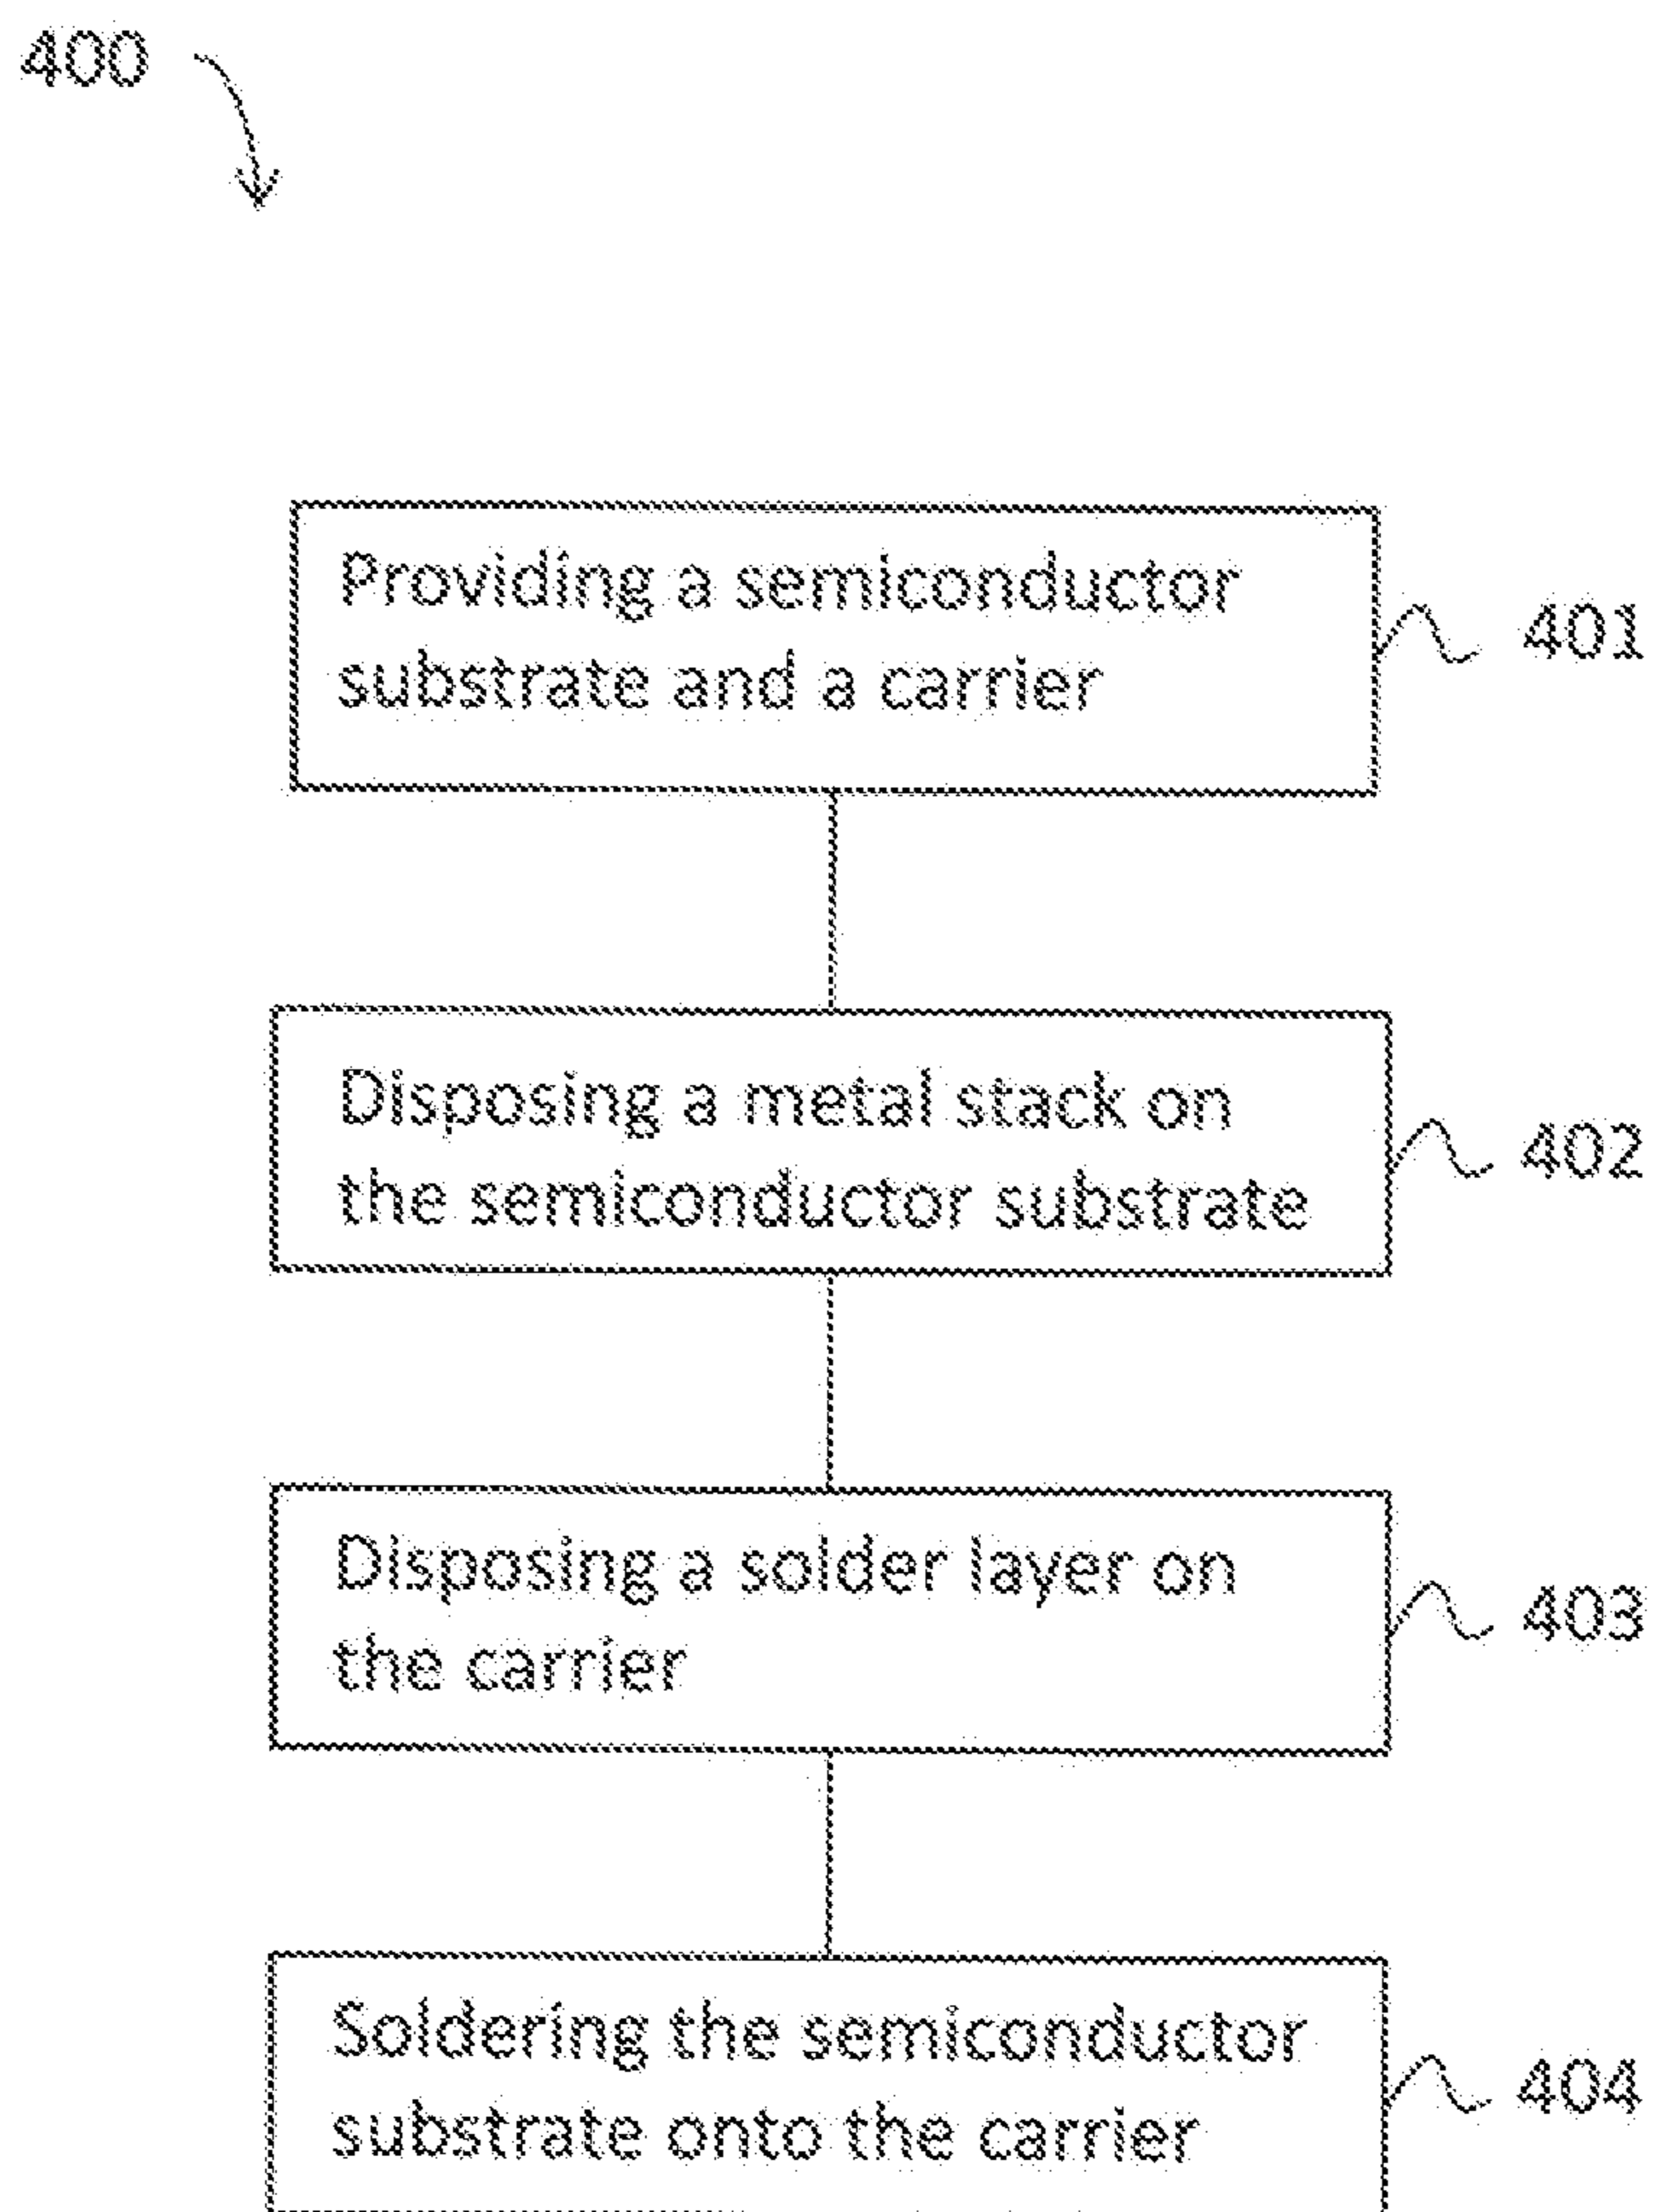 400
Providing a semiconductor
substrate and a carrier
401
Disposing a metal stack on
the semiconductor substrate
402
Disposing a solder layer on
the carrier
403
Soldering the semiconductor
substrate onto the carrier
404